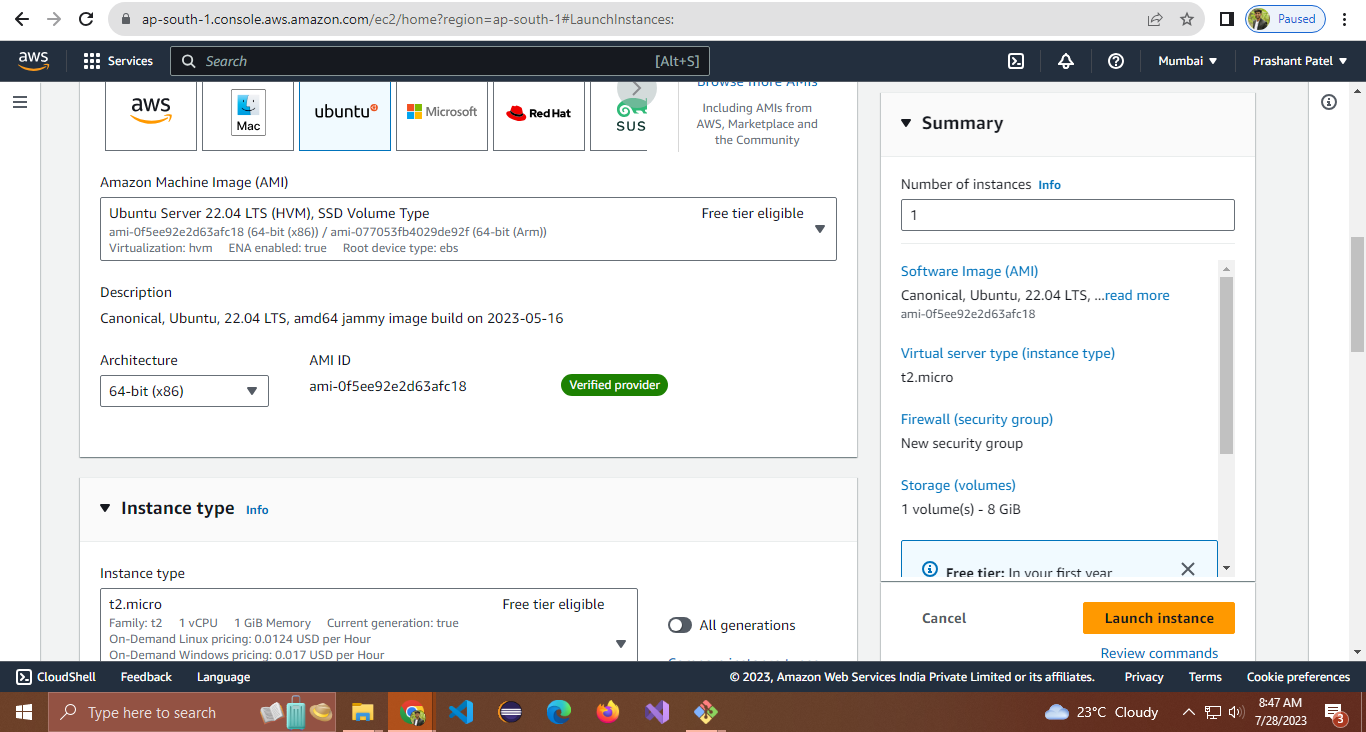 ap-south-1.console.aws.amazon.com/ec2/home?region=ap-south-1#LaunchInstances:
Paused
aws
Services
Search
[Alt+S]
Mumbai
Prashant Patel
aws
Mac
ubuntu
Microsoft
Red Hat
SUS
Browse more AMIs
Including AMIs from
AWS, Marketplace and
the Community
Amazon Machine Image (AMI)
Ubuntu Server 22.04 LTS (HVM), SSD Volume Type
Free tier eligible
ami-0f5ee92e2d63afc18 (64-bit (x86)) / ami-077053fb4029de92f (64-bit (Arm))
Virtualization: hvm ENA enabled: true Root device type: ebs
Description
Canonical, Ubuntu, 22.04 LTS, amd64 jammy image build on 2023-05-16
Architecture
AMI ID
64-bit (x86)
ami-0f5ee92e2d63afc18
Verified provider
Instance type Info
Instance type
t2.micro
Free tier eligible
Family: t2 1 vCPU 1 GiB Memory Current generation: true
On-Demand Linux pricing: 0.0124 USD per Hour
On-Demand Windows pricing: 0.017 USD per Hour
All generations
Summary
Number of instances Info
1
Software Image (AMI)
Canonical, Ubuntu, 22.04 LTS, ...read more
ami-0f5ee92e2d63afc18
Virtual server type (instance type)
t2.micro
Firewall (security group)
New security group
Storage (volumes)
1 volume(s) - 8 GiB
Free tier: In your first year
Cancel
Launch instance
Review commands
CloudShell
Feedback
Language
© 2023, Amazon Web Services India Private Limited or its affiliates.
Privacy
Terms
Cookie preferences
Type here to search
23°C Cloudy
8:47 AM
7/28/2023
3